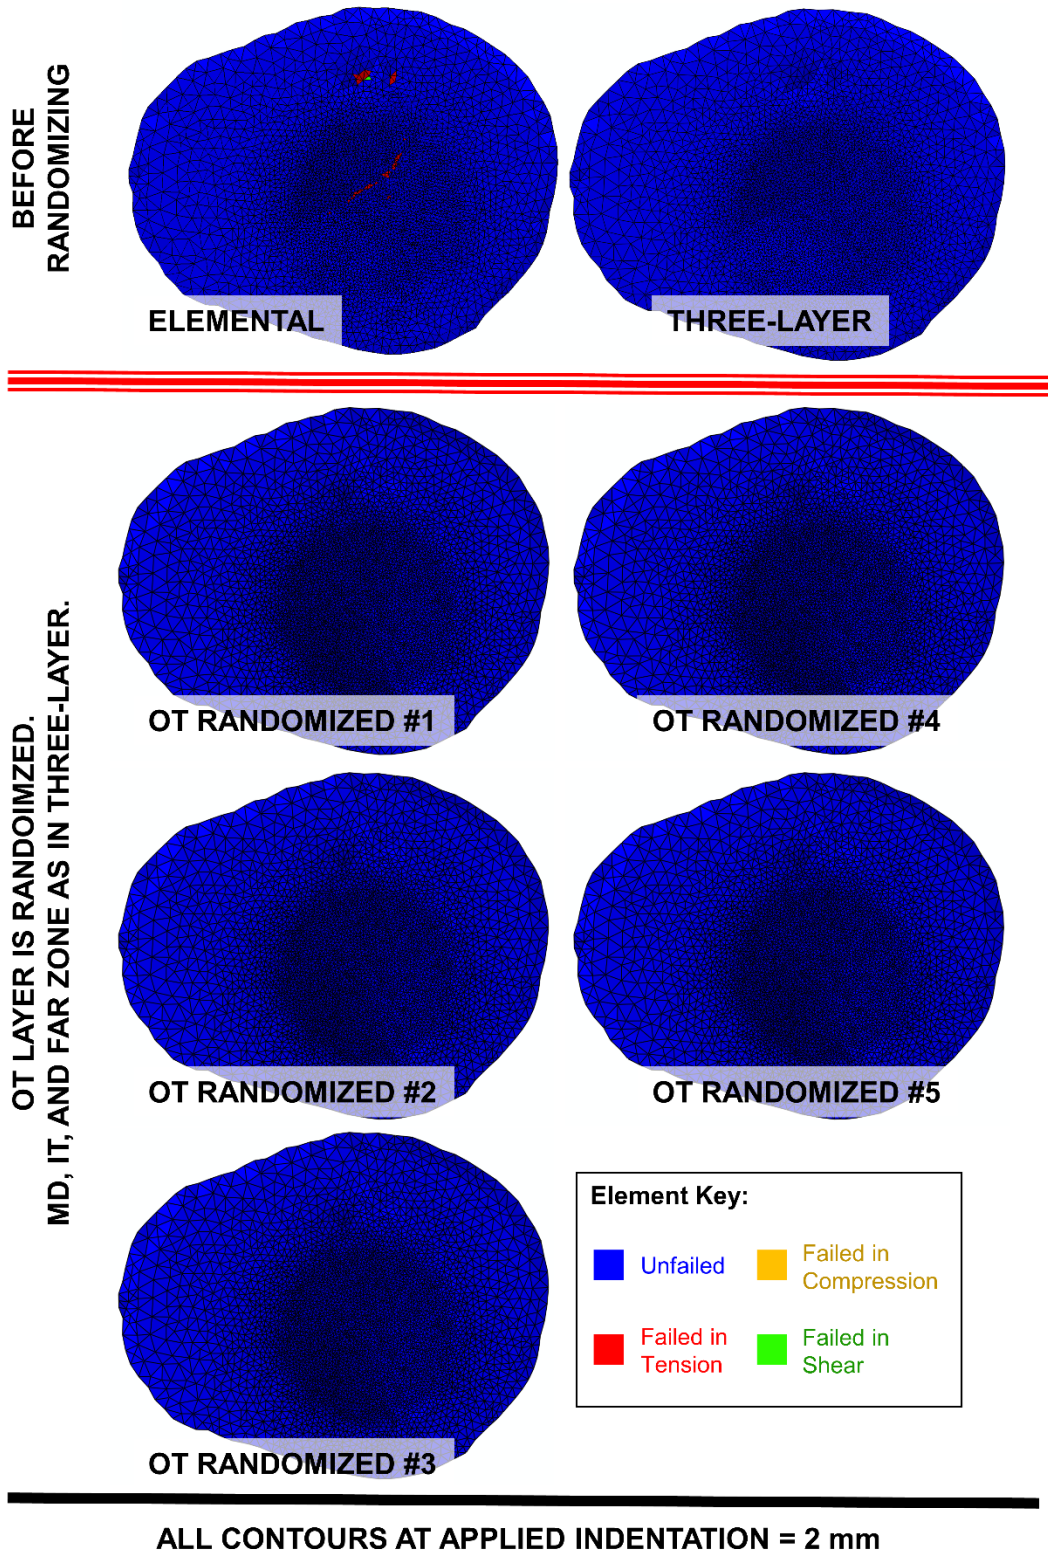 BEFORE
RANDOMIZING
ELEMENTAL
THREE-LAYER
OT LAYER IS RANDOIMZED.
MD, IT, AND FAR ZONE AS IN THREE-LAYER.
OT RANDOMIZED #1
OT RANDOMIZED #4
OT RANDOMIZED #2
OT RANDOMIZED #5
OT RANDOMIZED #3
Element Key:
Unfailed
Failed in
Compression
Failed in
Tension
Failed in
Shear
ALL CONTOURS AT APPLIED INDENTATION = 2 mm